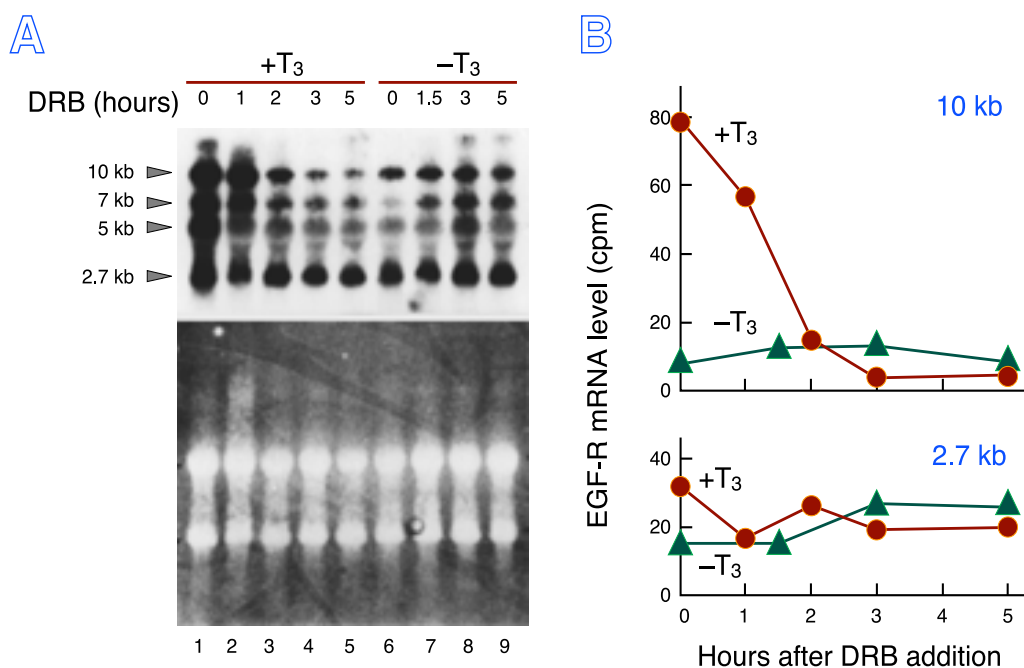 A
+T3 −T3
DRB (hours) 0 1 2 3 5 0 1.5 3 5
10 kb
7 kb
5 kb
2.7 kb
1 2 3 4 5 6 7 8 9
B
EGF-R mRNA level (cpm)
80
60
40
20
0
10 kb
+T3
−T3
40
20
0
2.7 kb
+T3
−T3
0 1 2 3 5
Hours after DRB addition